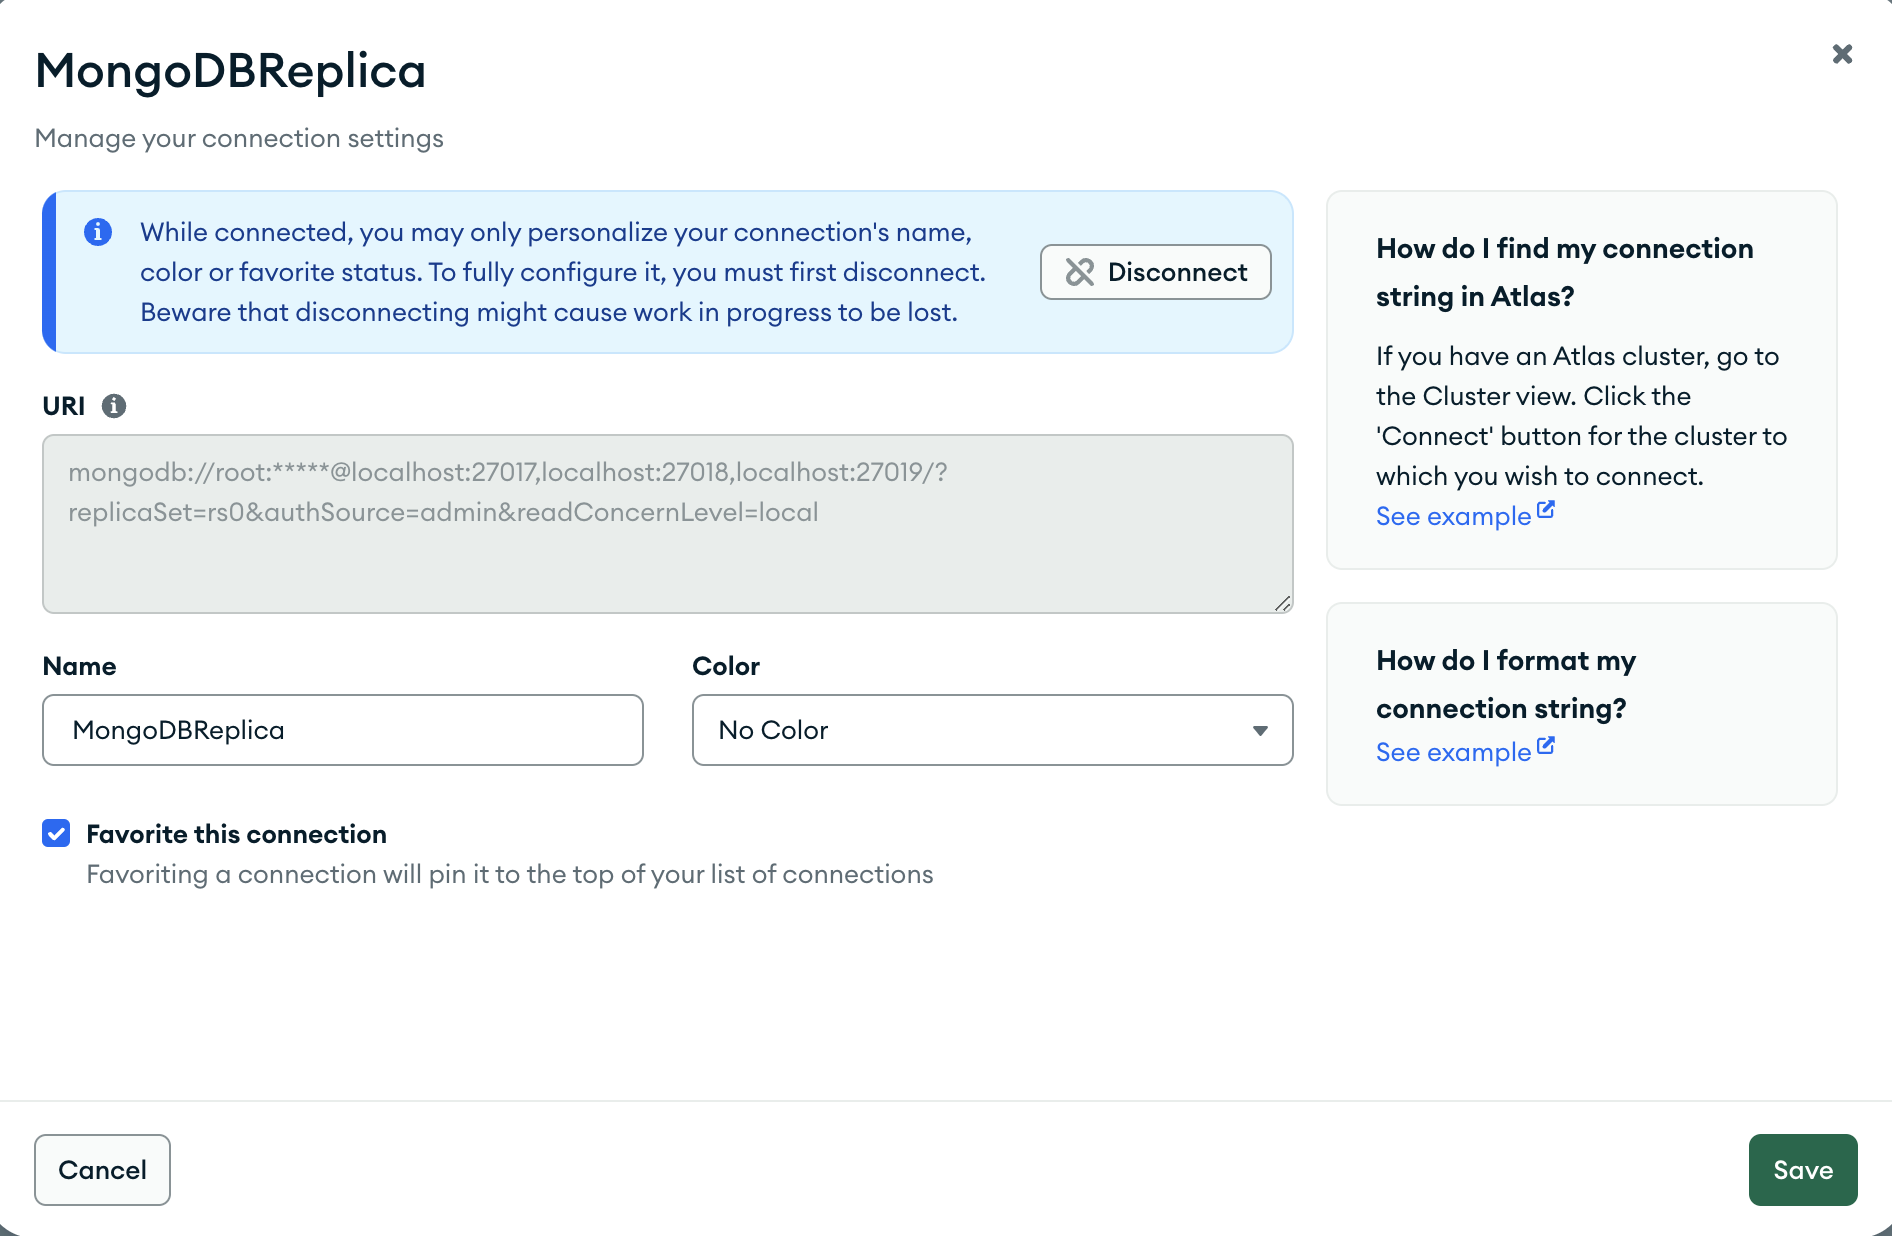 MongoDBReplica
Manage your connection settings
While connected, you may only personalize your connection's name,
color or favorite status. To fully configure it, you must first disconnect.
Beware that disconnecting might cause work in progress to be lost.
Disconnect
URI
mongodb://root:*****@localhost:27017,localhost:27018,localhost:27019/?
replicaSet=rs0&authSource=admin&readConcernLevel=local
Name
MongoDBReplica
Color
No Color
Favorite this connection
Favoriting a connection will pin it to the top of your list of connections
How do I find my connection
string in Atlas?
If you have an Atlas cluster, go to
the Cluster view. Click the
'Connect' button for the cluster to
which you wish to connect.
See example
How do I format my
connection string?
See example
Cancel
Save